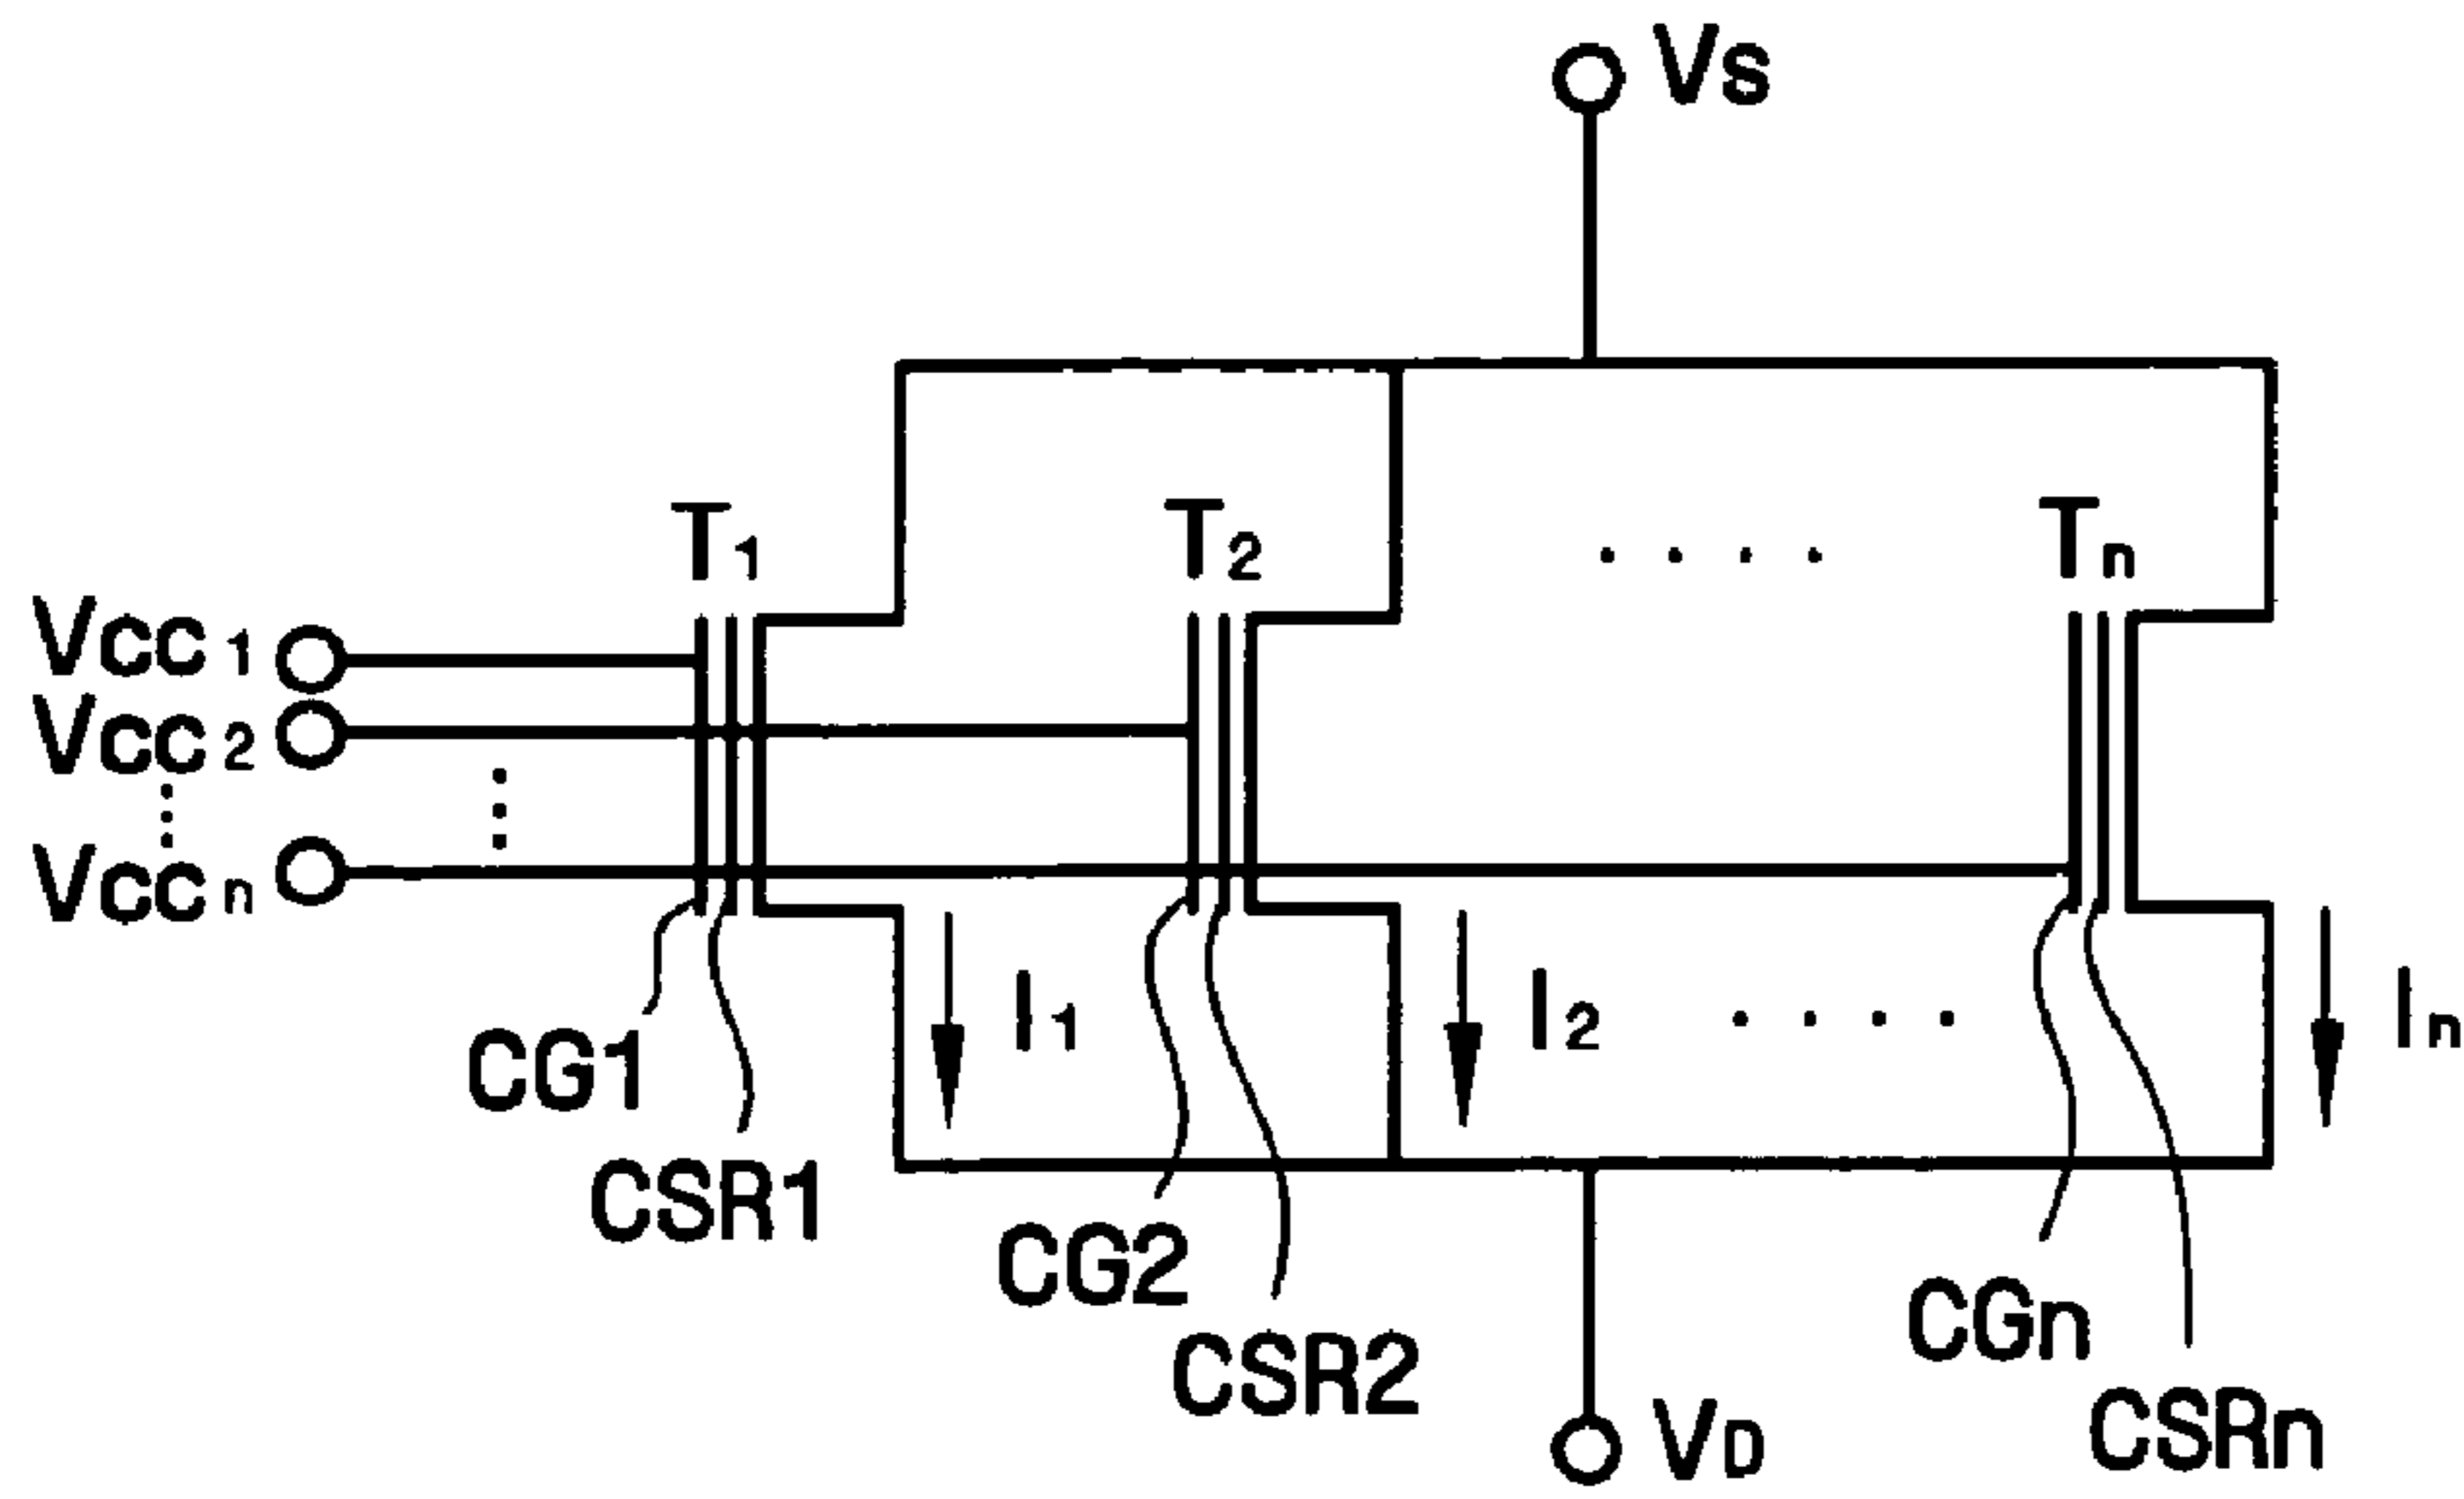 Vs
T1
T2
. . . .
Tn
Vcc1
Vcc2
Vccn
I1
I2
. . . .
In
CG1
CSR1
CG2
CSR2
CGn
CSRn
VD